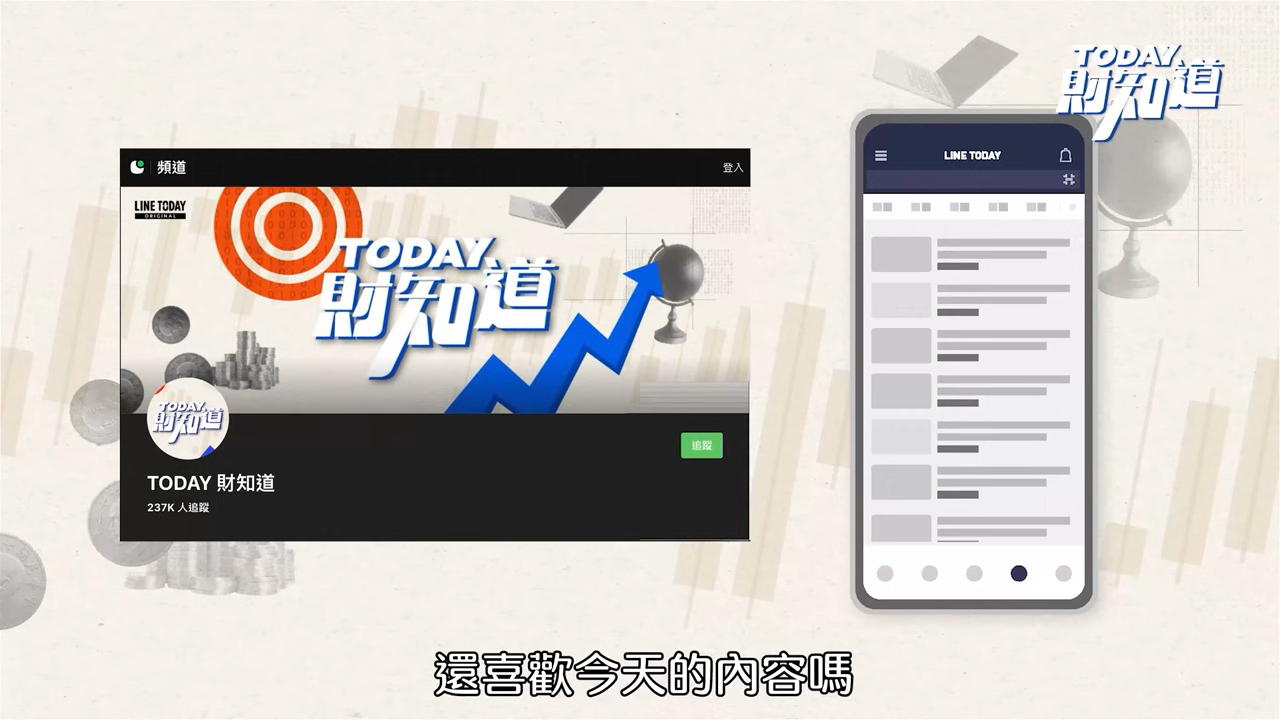 TODAY
財知道
頻道
登入
LINE TODAY
ORIGINAL
TODAY
財知道
TODAY
財知道
追蹤
TODAY 財知道
237K 人追蹤
LINE TODAY
還喜歡今天的內容嗎